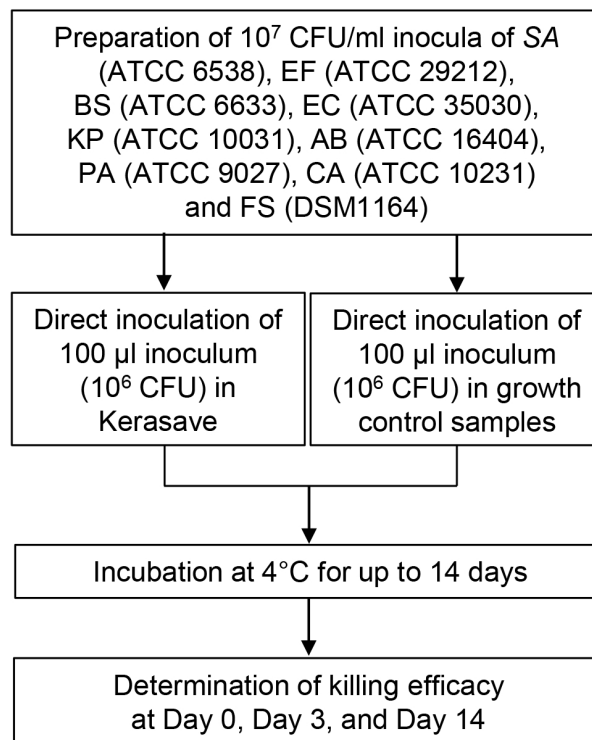 Preparation of 10⁷ CFU/ml inocula of SA
(ATCC 6538), EF (ATCC 29212),
BS (ATCC 6633), EC (ATCC 35030),
KP (ATCC 10031), AB (ATCC 16404),
PA (ATCC 9027), CA (ATCC 10231)
and FS (DSM1164)
Direct inoculation of
100 µl inoculum
(10⁶ CFU) in
Kerasave
Direct inoculation of
100 µl inoculum
(10⁶ CFU) in growth
control samples
Incubation at 4°C for up to 14 days
Determination of killing efficacy
at Day 0, Day 3, and Day 14